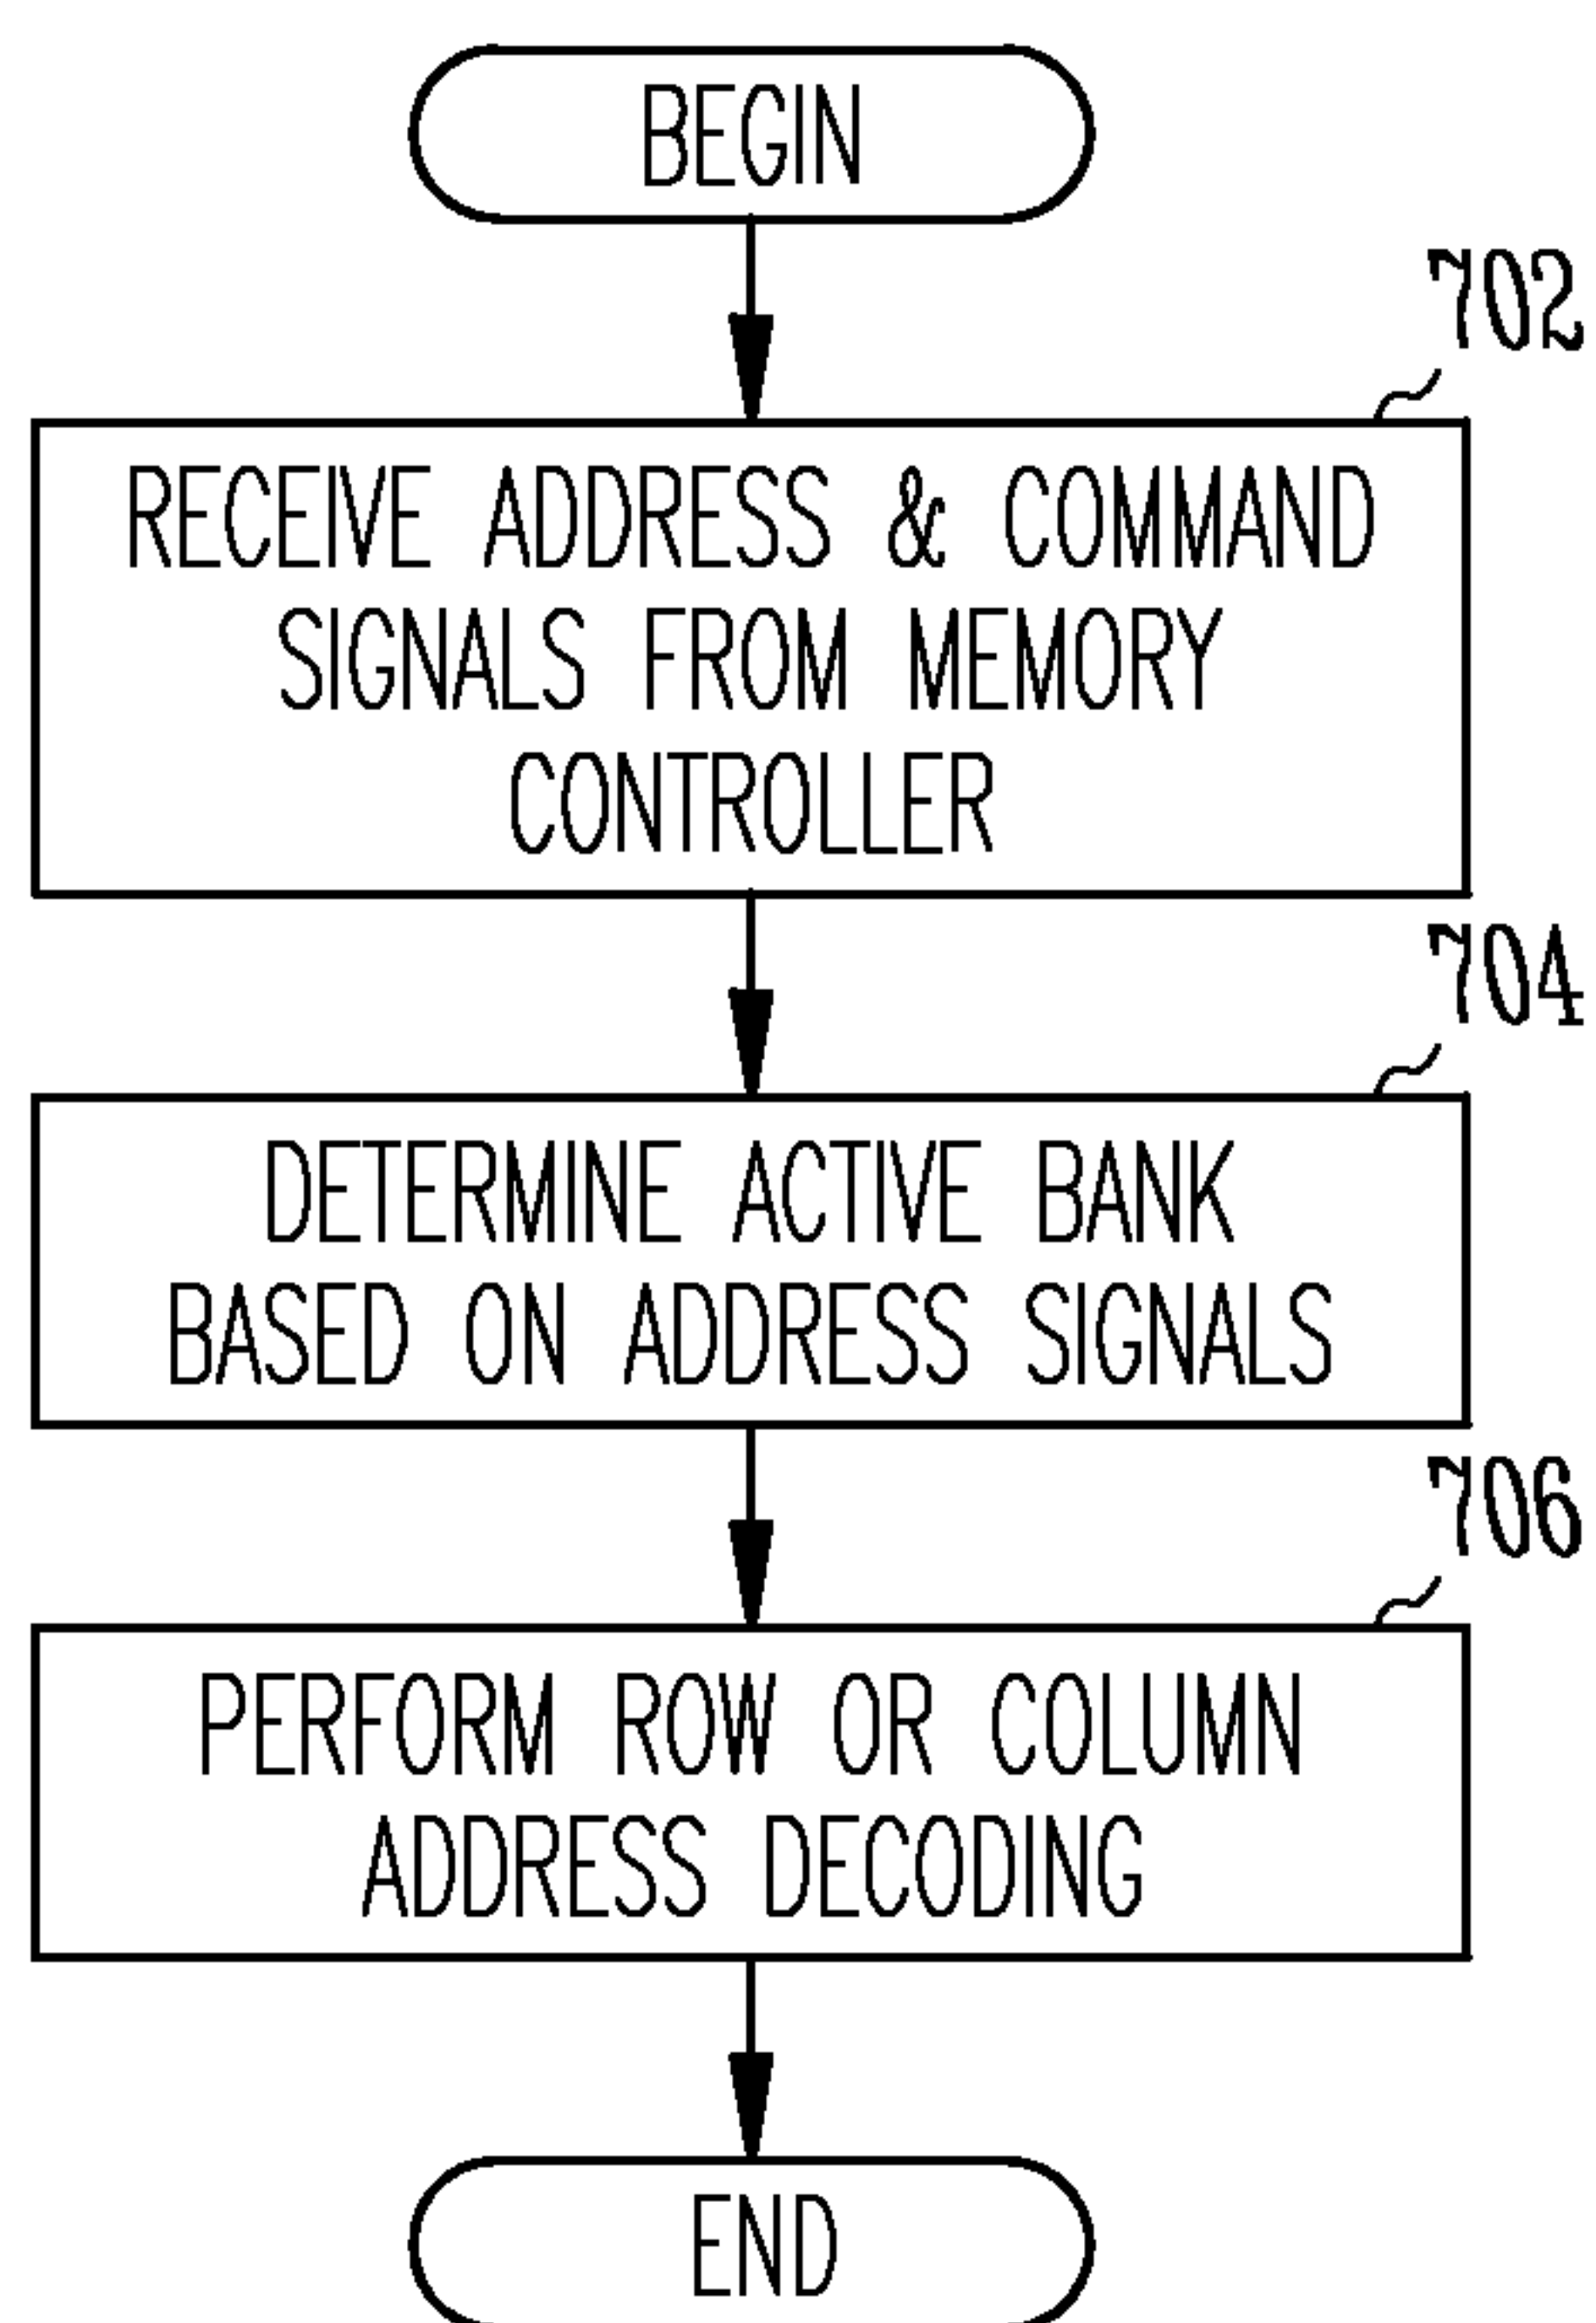 BEGIN
702
RECEIVE ADDRESS & COMMAND
SIGNALS FROM MEMORY
CONTROLLER
704
DETERMINE ACTIVE BANK
BASED ON ADDRESS SIGNALS
706
PERFORM ROW OR COLUMN
ADDRESS DECODING
END